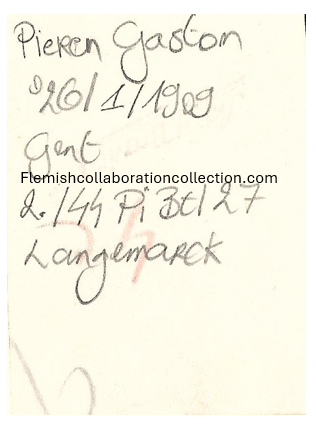 Pieren Gaston
° 26/1/1909
Gent
Flemishcollaborationcollection.com
2./44 Pi Btl 27
Langemarck